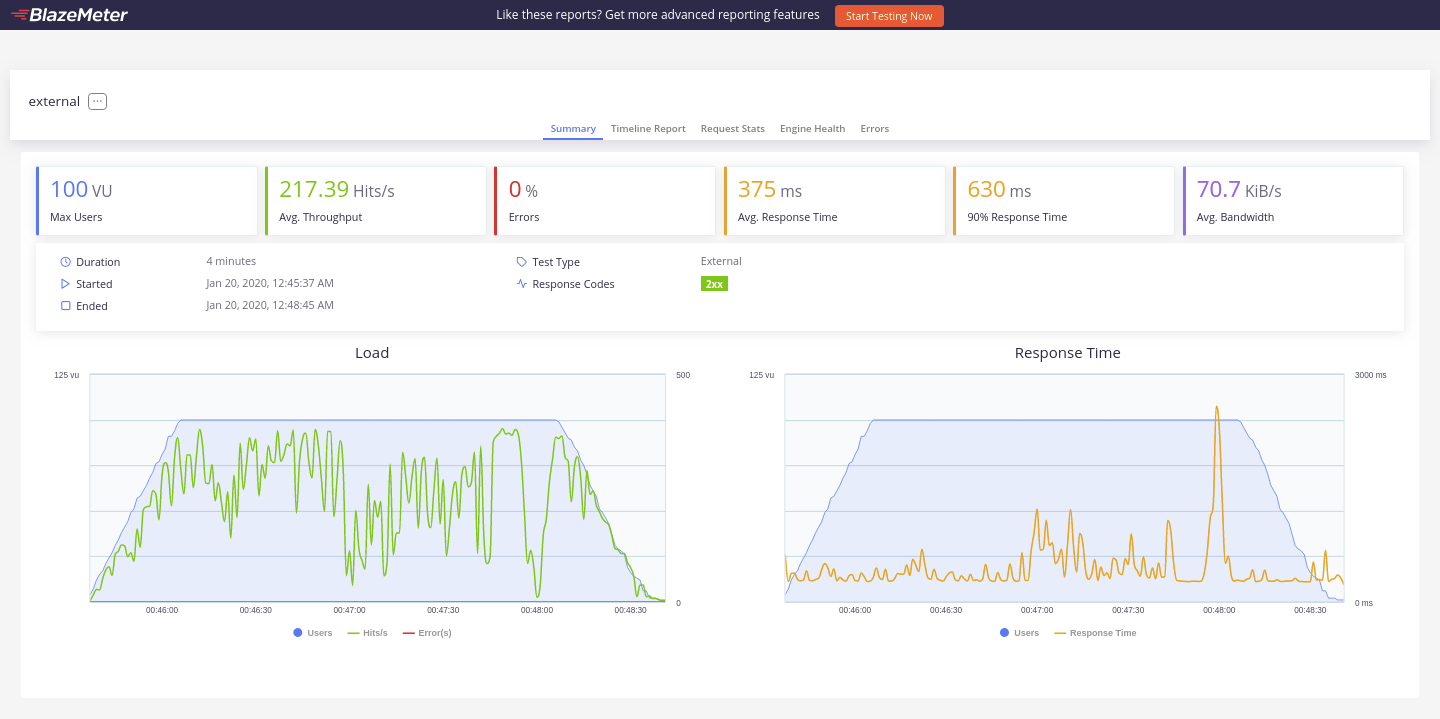 BlazeMeter
Like these reports? Get more advanced reporting features Start Testing Now
external
Summary Timeline Report Request Stats Engine Health Errors
100 VU 217.39 Hits/s 0 % 375 ms 630 ms 70.7 KiB/s
Max Users Avg. Throughput Errors Avg. Response Time 90% Response Time Avg. Bandwidth
Duration 4 minutes Test Type External
Started Jan 20, 2020, 12:45:37 AM Response Codes 2xx
Ended Jan 20, 2020, 12:48:45 AM
Load Response Time
125 vu 500 125 vu 3000 ms
0 0 ms
00:46:00 00:46:30 00:47:00 00:47:30 00:48:00 00:48:30 00:46:00 00:46:30 00:47:00 00:47:30 00:48:00 00:48:30
Users Hits/s Error(s) Users Response Time